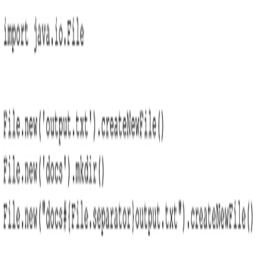 import java.io.File
File.new('output.txt').createNewFile()
File.new('docs').mkdir()
File.new("docs#{File.separator}output.txt").createNewFile()